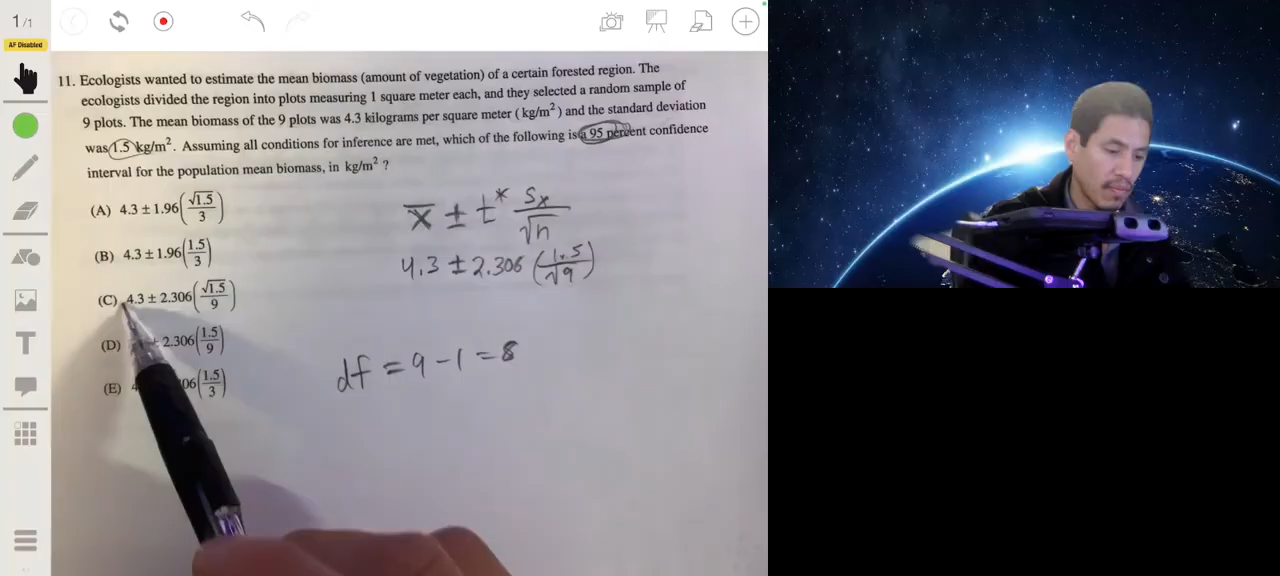 1/1
AF Disabled
11. Ecologists wanted to estimate the mean biomass (amount of vegetation) of a certain forested region. The
ecologists divided the region into plots measuring 1 square meter each, and they selected a random sample of
9 plots. The mean biomass of the 9 plots was 4.3 kilograms per square meter (kg/m²) and the standard deviation
was 1.5 kg/m². Assuming all conditions for inference are met, which of the following is a 95 percent confidence
interval for the population mean biomass, in kg/m² ?
(A) 4.3 ± 1.96(√1.5/3)
(B) 4.3 ± 1.96(1.5/3)
(C) 4.3 ± 2.306(√1.5/9)
(D) ± 2.306(1.5/9)
(E) 06(1.5/3)
x̄ ± t* Sx/√n
4.3 ± 2.306 (1.5/√9)
df = 9 - 1 = 8
T